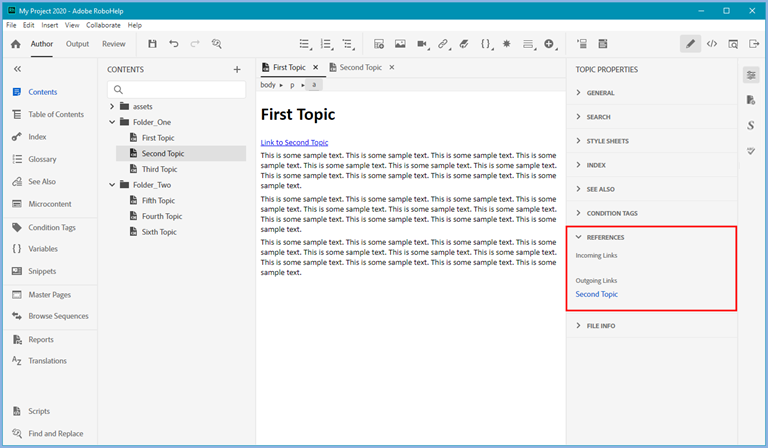 My Project 2020 - Adobe RoboHelp
File Edit Insert View Collaborate Help
Author Output Review
Contents
Table of Contents
Index
Glossary
See Also
Microcontent
Condition Tags
Variables
Snippets
Master Pages
Browse Sequences
Reports
Translations
Scripts
Find and Replace
CONTENTS
assets
Folder_One
First Topic
Second Topic
Third Topic
Folder_Two
Fifth Topic
Fourth Topic
Sixth Topic
First Topic Second Topic
body p a
First Topic
Link to Second Topic
This is some sample text. This is some sample text. This is some sample text. This is some
sample text. This is some sample text. This is some sample text. This is some sample text.
This is some sample text. This is some sample text. This is some sample text. This is some
sample text.
This is some sample text. This is some sample text. This is some sample text. This is some
sample text. This is some sample text. This is some sample text. This is some sample text.
This is some sample text. This is some sample text. This is some sample text. This is some
sample text.
This is some sample text. This is some sample text. This is some sample text. This is some
sample text. This is some sample text. This is some sample text. This is some sample text.
This is some sample text. This is some sample text. This is some sample text. This is some
sample text.
TOPIC PROPERTIES
GENERAL
SEARCH
STYLE SHEETS
INDEX
SEE ALSO
CONDITION TAGS
REFERENCES
Incoming Links
Outgoing Links
Second Topic
FILE INFO